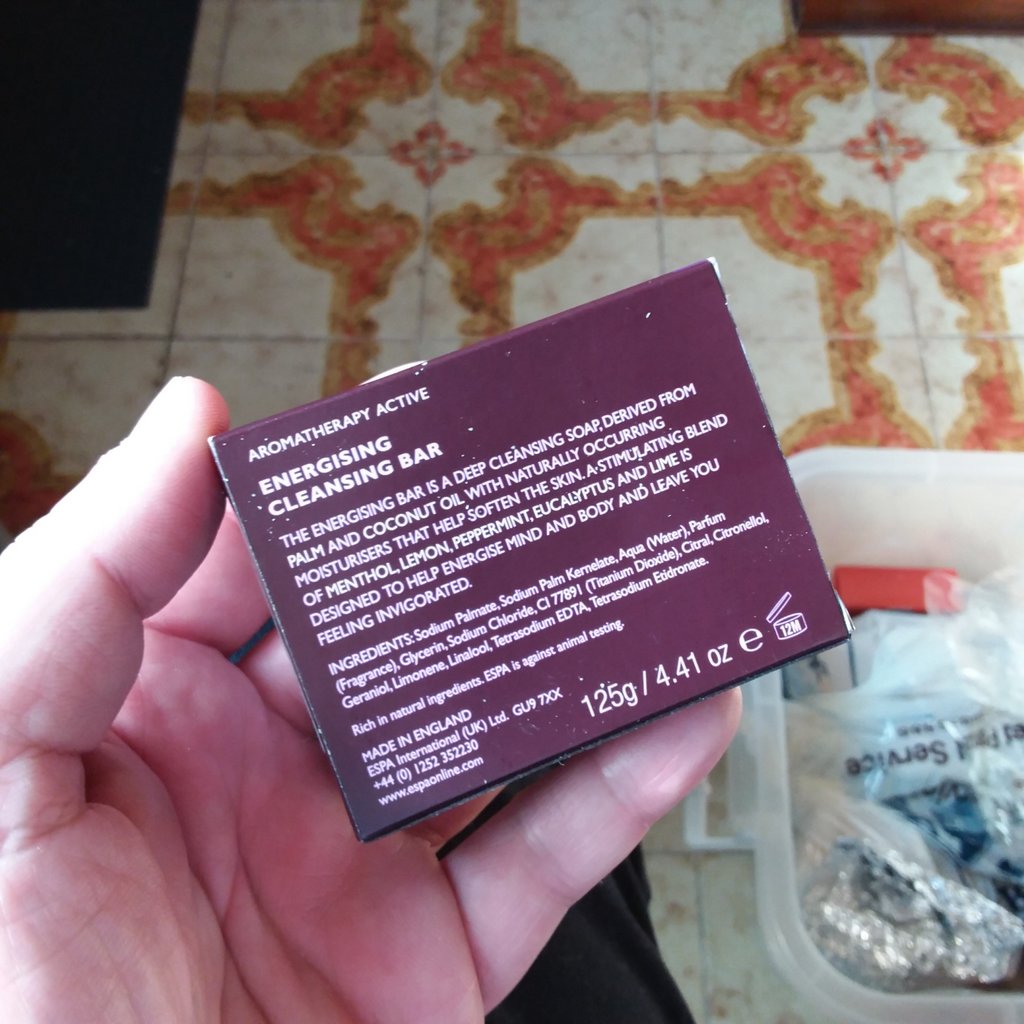 AROMATHERAPY ACTIVE
ENERGISING
CLEANSING BAR
THE ENERGISING BAR IS A DEEP CLEANSING SOAP, DERIVED FROM
PALM AND COCONUT OIL WITH NATURALLY OCCURRING
MOISTURISERS THAT HELP SOFTEN THE SKIN. A STIMULATING BLEND
OF MENTHOL, LEMON, PEPPERMINT, EUCALYPTUS AND LIME IS
DESIGNED TO HELP ENERGISE MIND AND BODY AND LEAVE YOU
FEELING INVIGORATED.
INGREDIENTS: Sodium Palmate, Sodium Palm Kernelate, Aqua (Water), Parfum
(Fragrance), Glycerin, Sodium Chloride, CI 77891 (Titanium Dioxide), Citral, Citronellol,
Geraniol, Limonene, Linalool, Tetrasodium EDTA, Tetrasodium Etidronate.
Rich in natural ingredients. ESPA is against animal testing.
MADE IN ENGLAND
ESPA International (UK) Ltd. GU9 7XX
+44 (0) 1252 352230
www.espaonline.com
125g / 4.41 oz e
12M
Service